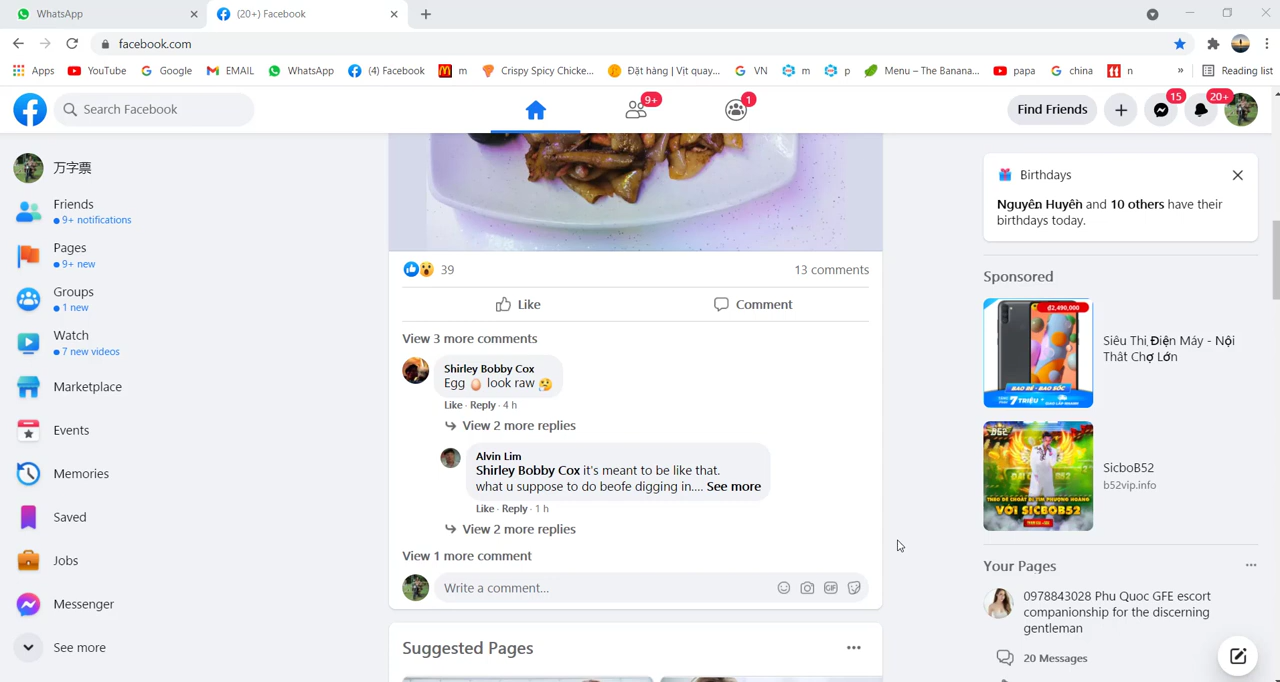 WhatsApp
(20+) Facebook
facebook.com
Apps
YouTube
Google
EMAIL
WhatsApp
(4) Facebook
m
Crispy Spicy Chicke...
Đặt hàng | Vịt quay...
VN
m
p
Menu – The Banana...
papa
china
n
»
Reading list
Search Facebook
9+
1
Find Friends
15
20+
万字票
Friends
9+ notifications
Pages
9+ new
Groups
1 new
Watch
7 new videos
Marketplace
Events
Memories
Saved
Jobs
Messenger
See more
39
13 comments
Like
Comment
View 3 more comments
Shirley Bobby Cox
Egg 🥚 look raw 🤔
Like · Reply · 4 h
View 2 more replies
Alvin Lim
Shirley Bobby Cox it's meant to be like that.
what u suppose to do beofe digging in.... See more
Like · Reply · 1 h
View 2 more replies
View 1 more comment
Write a comment...
GIF
Suggested Pages
Birthdays
Nguyên Huyên and 10 others have their
birthdays today.
Sponsored
₫2,490,000
7 TRIỆU
Siêu Thị Điện Máy - Nội
Thất Chợ Lớn
SICBOB52
SicboB52
b52vip.info
Your Pages
0978843028 Phu Quoc GFE escort
companionship for the discerning
gentleman
20 Messages